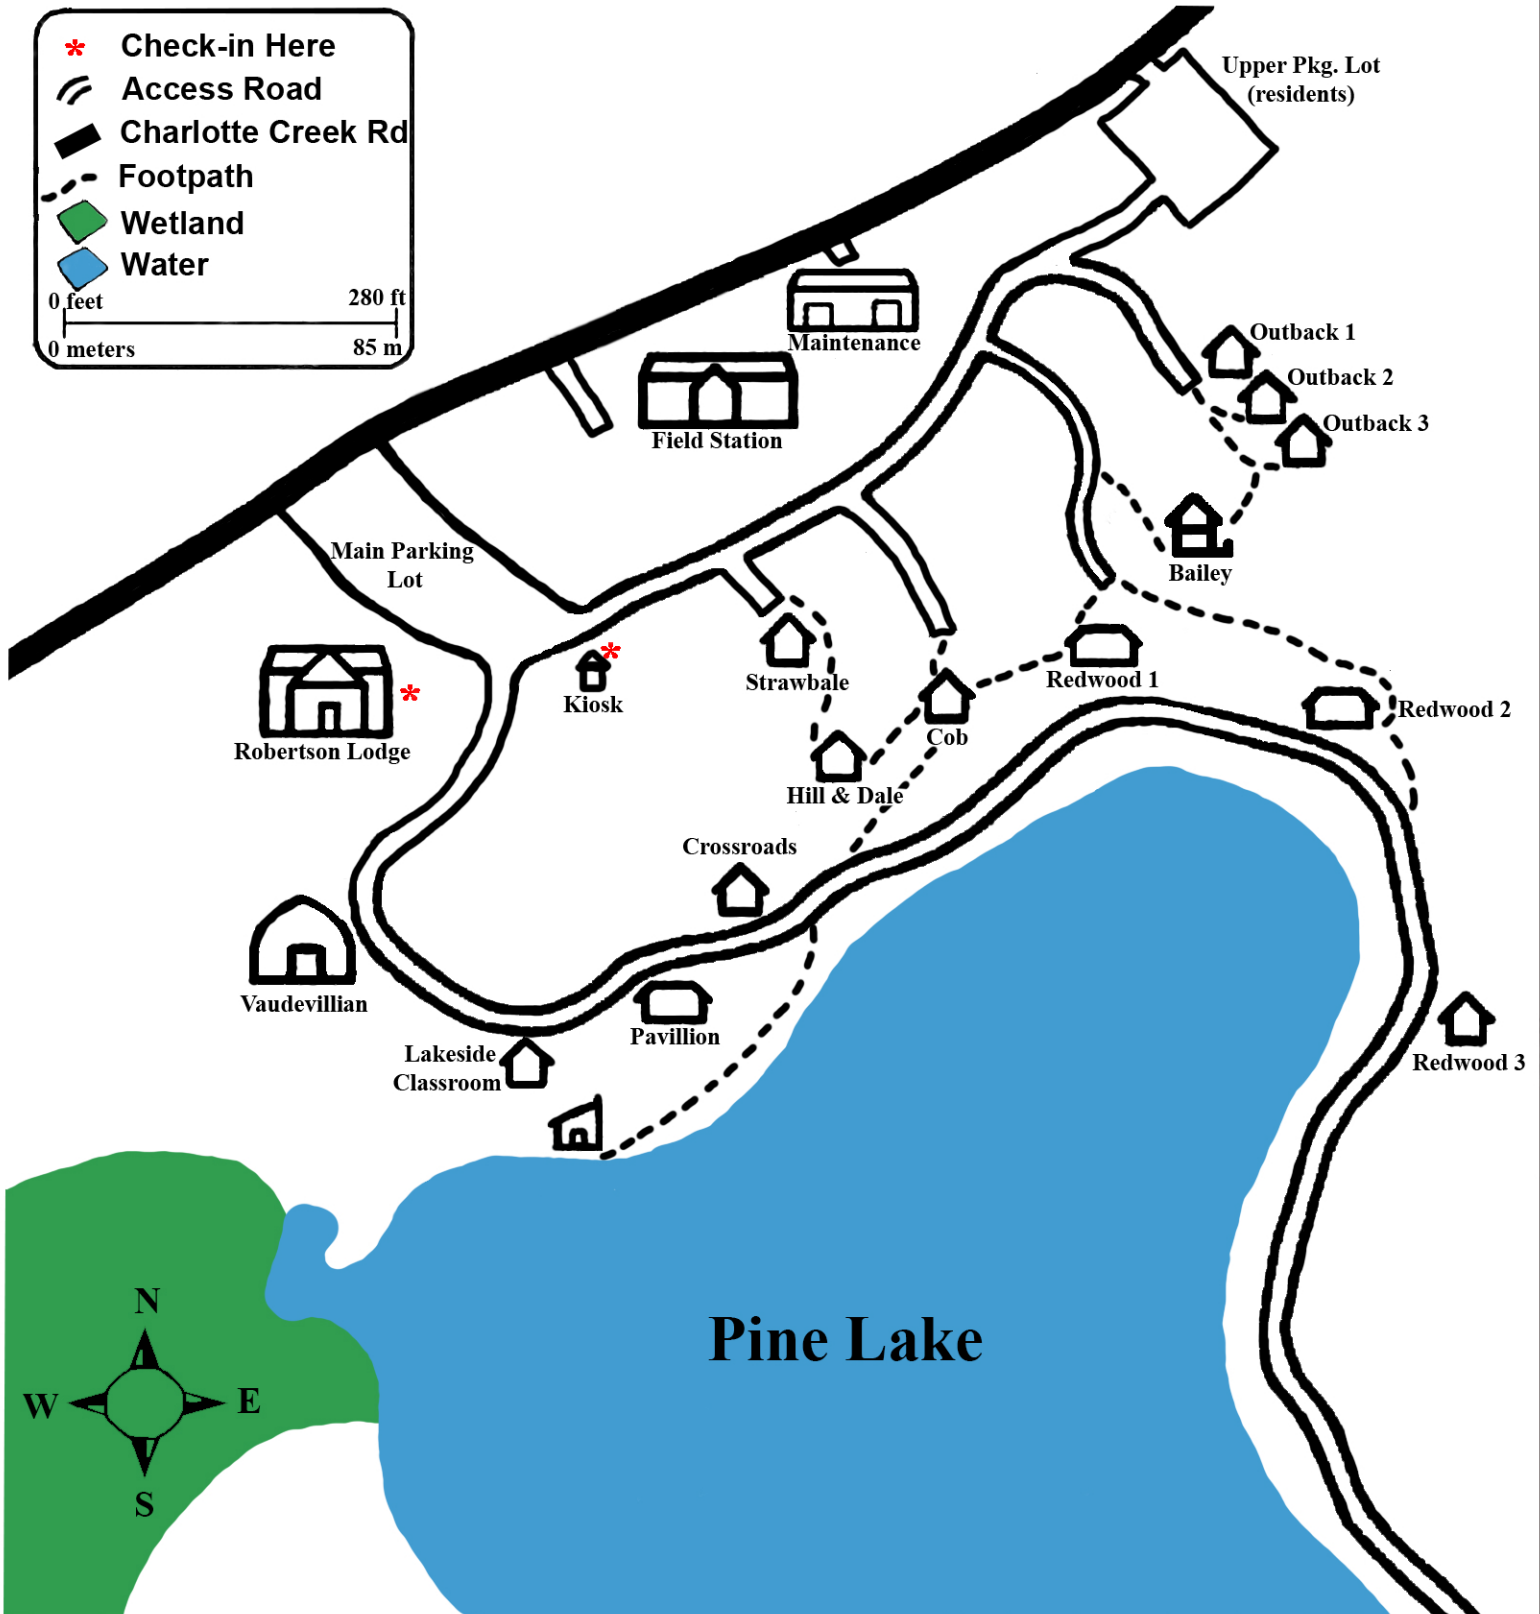 * Check-in Here
Access Road
Charlotte Creek Rd
Footpath
Wetland
Water
0 feet 280 ft
0 meters 85 m
Upper Pkg. Lot
(residents)
Maintenance
Field Station
Outback 1
Outback 2
Outback 3
Main Parking
Lot
Bailey
*
Robertson Lodge
*
Kiosk
Strawbale
Redwood 1
Redwood 2
Cob
Hill & Dale
Crossroads
Vaudevillian
Pavillion
Lakeside
Classroom
Redwood 3
Pine Lake
N
W E
S